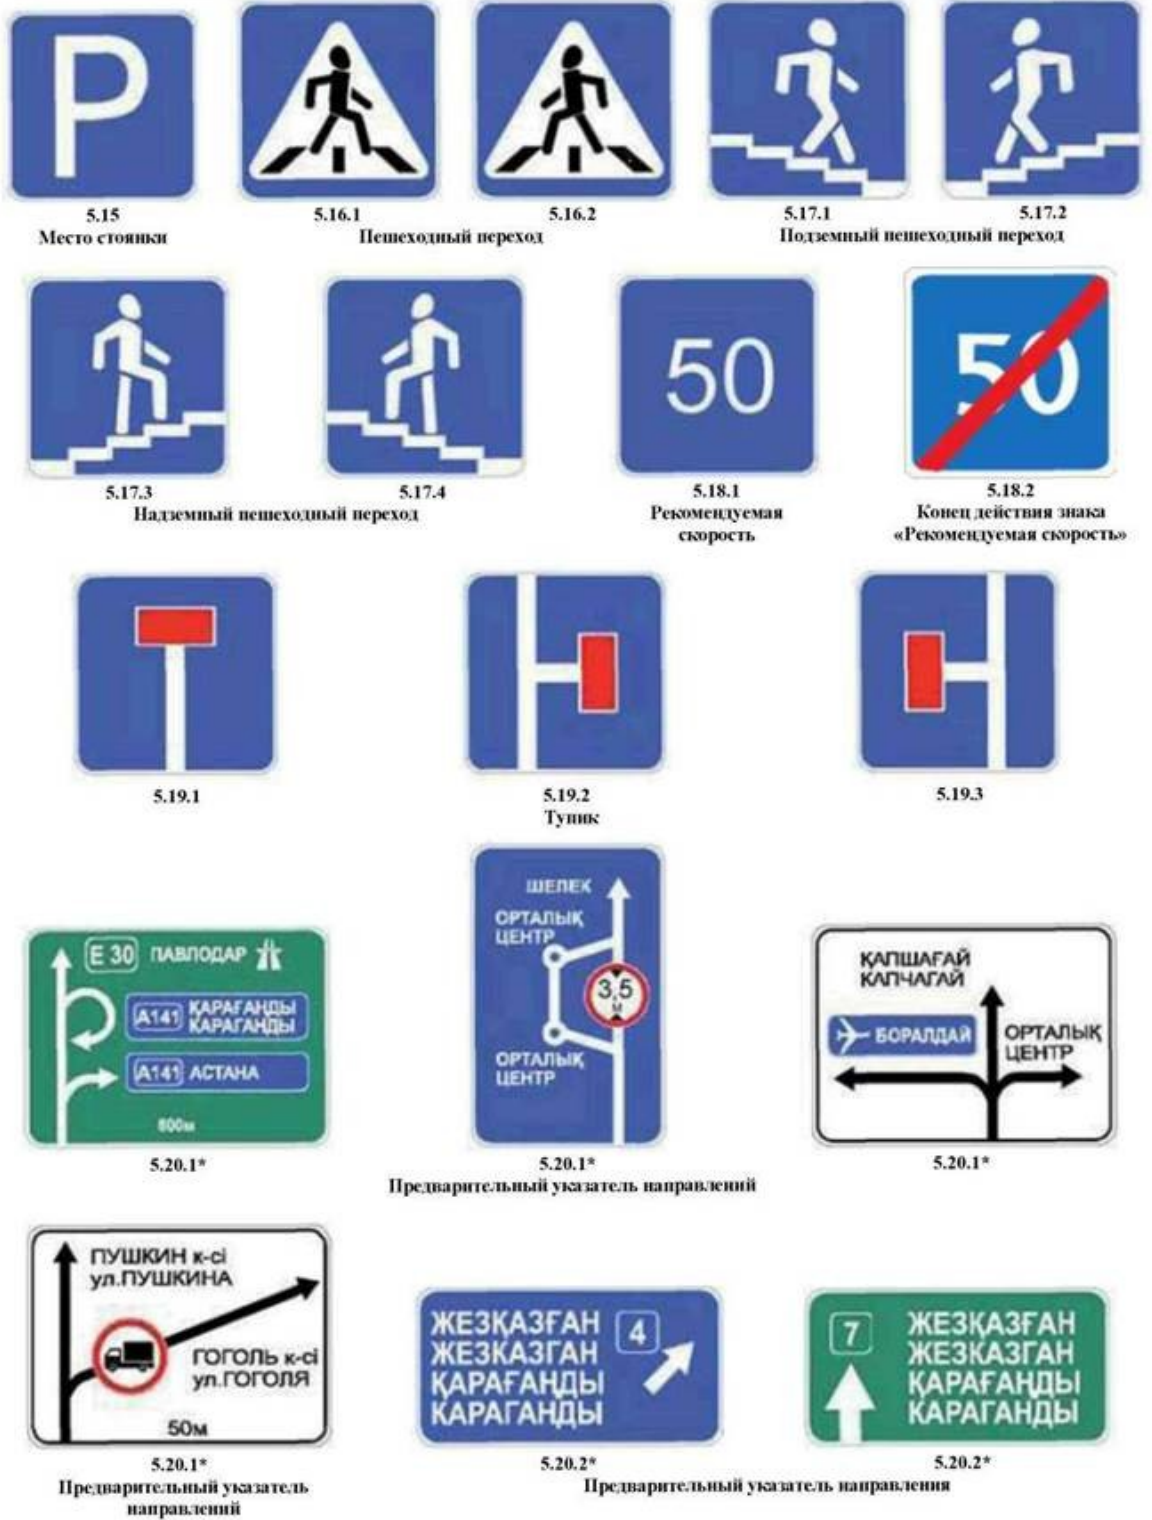 P
5.15
Место стоянки
5.16.1
5.16.2
Пешеходный переход
5.17.1
5.17.2
Подземный пешеходный переход
5.17.3
5.17.4
Надземный пешеходный переход
50
5.18.1
Рекомендуемая
скорость
50
5.18.2
Конец действия знака
«Рекомендуемая скорость»
5.19.1
5.19.2
Тупик
5.19.3
E 30 ПАВЛОДАР
A141 ҚАРАҒАНДЫ
КАРАГАНДЫ
A141 АСТАНА
800м
5.20.1*
ШЕЛЕК
ОРТАЛЫҚ
ЦЕНТР
3,5
м
ОРТАЛЫҚ
ЦЕНТР
5.20.1*
Предварительный указатель направлений
ҚАПШАҒАЙ
КАПЧАГАЙ
БОРАЛДАЙ
ОРТАЛЫҚ
ЦЕНТР
5.20.1*
ПУШКИН к-сі
ул.ПУШКИНА
ГОГОЛЬ к-сі
ул.ГОГОЛЯ
50м
5.20.1*
Предварительный указатель
направлений
ЖЕЗҚАЗҒАН 4
ЖЕЗКАЗГАН
ҚАРАҒАНДЫ
КАРАГАНДЫ
5.20.2*
7 ЖЕЗҚАЗҒАН
ЖЕЗКАЗГАН
ҚАРАҒАНДЫ
КАРАГАНДЫ
5.20.2*
Предварительный указатель направления